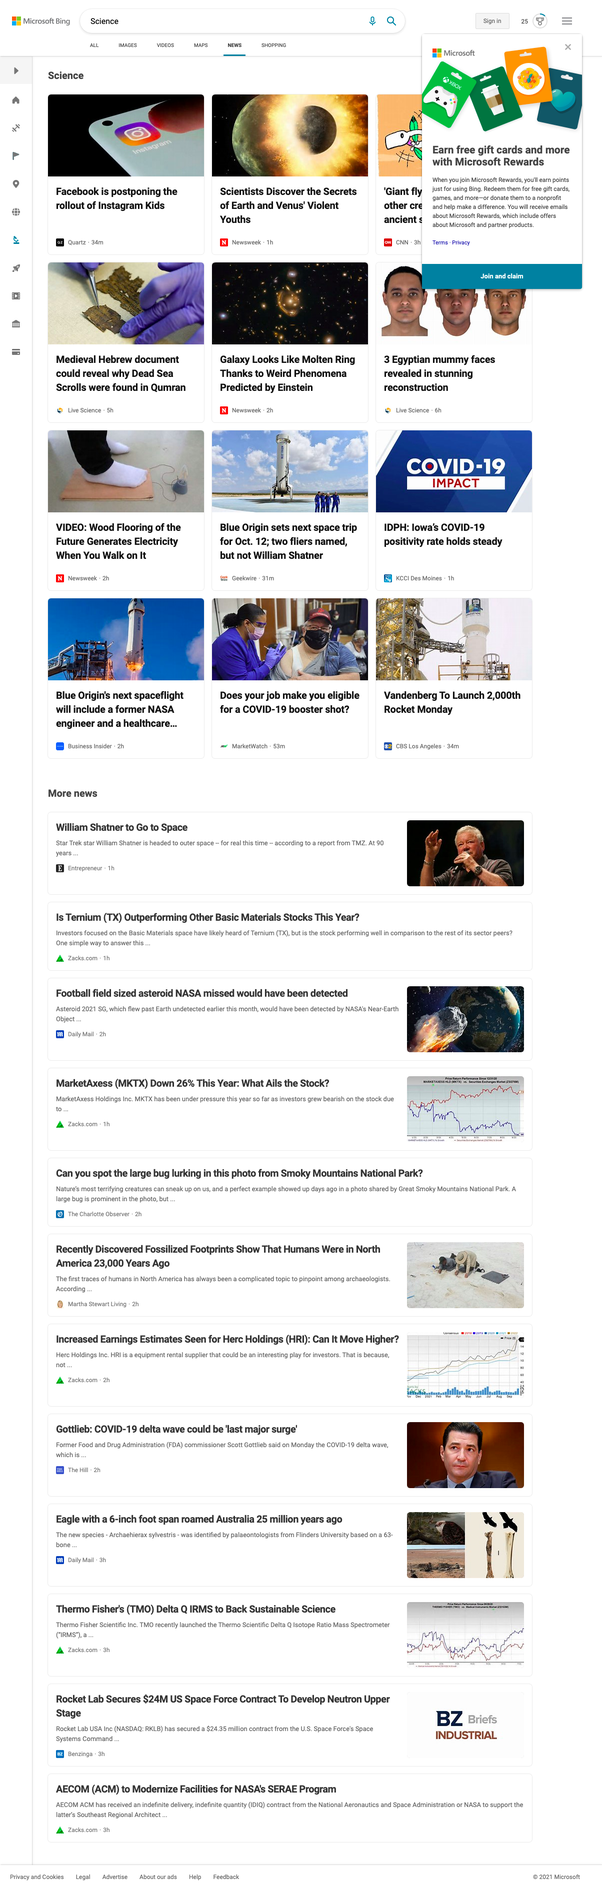 Microsoft Bing
Science
Sign in
25
ALL
IMAGES
VIDEOS
MAPS
NEWS
SHOPPING
Microsoft
XBOX
Earn free gift cards and more
with Microsoft Rewards
When you join Microsoft Rewards, you'll earn points
just for using Bing. Redeem them for free gift cards,
games, and more—or donate them to a nonprofit
and help make a difference. You will receive emails
about Microsoft Rewards, which include offers
about Microsoft and partner products.
Terms · Privacy
Join and claim
Science
Instagram
Facebook is postponing the
rollout of Instagram Kids
Quartz · 34m
Scientists Discover the Secrets
of Earth and Venus' Violent
Youths
Newsweek · 1h
'Giant fly
other cre
ancient s
CNN · 3h
Medieval Hebrew document
could reveal why Dead Sea
Scrolls were found in Qumran
Live Science · 5h
Galaxy Looks Like Molten Ring
Thanks to Weird Phenomena
Predicted by Einstein
Newsweek · 2h
3 Egyptian mummy faces
revealed in stunning
reconstruction
Live Science · 6h
VIDEO: Wood Flooring of the
Future Generates Electricity
When You Walk on It
Newsweek · 2h
Blue Origin sets next space trip
for Oct. 12; two fliers named,
but not William Shatner
Geekwire · 31m
COVID-19
IMPACT
IDPH: Iowa's COVID-19
positivity rate holds steady
KCCI Des Moines · 1h
Blue Origin's next spaceflight
will include a former NASA
engineer and a healthcare...
Business Insider · 2h
Does your job make you eligible
for a COVID-19 booster shot?
MarketWatch · 53m
Vandenberg To Launch 2,000th
Rocket Monday
CBS Los Angeles · 34m
More news
William Shatner to Go to Space
Star Trek star William Shatner is headed to outer space – for real this time – according to a report from TMZ. At 90
years ...
Entrepreneur · 1h
Is Ternium (TX) Outperforming Other Basic Materials Stocks This Year?
Investors focused on the Basic Materials space have likely heard of Ternium (TX), but is the stock performing well in comparison to the rest of its sector peers?
One simple way to answer this ...
Zacks.com · 1h
Football field sized asteroid NASA missed would have been detected
Asteroid 2021 SG, which flew past Earth undetected earlier this month, would have been detected by NASA's Near-Earth
Object ...
Daily Mail · 2h
MarketAxess (MKTX) Down 26% This Year: What Ails the Stock?
MarketAxess Holdings Inc. MKTX has been under pressure this year so far as investors grew bearish on the stock due
to ...
Zacks.com · 1h
Can you spot the large bug lurking in this photo from Smoky Mountains National Park?
Nature's most terrifying creatures can sneak up on us, and a perfect example showed up days ago in a photo shared by Great Smoky Mountains National Park. A
large bug is prominent in the photo, but ...
The Charlotte Observer · 2h
Recently Discovered Fossilized Footprints Show That Humans Were in North
America 23,000 Years Ago
The first traces of humans in North America has always been a complicated topic to pinpoint among archaeologists.
According ...
Martha Stewart Living · 2h
Increased Earnings Estimates Seen for Herc Holdings (HRI): Can It Move Higher?
Herc Holdings Inc. HRI is a equipment rental supplier that could be an interesting play for investors. That is because,
not ...
Zacks.com · 2h
Gottlieb: COVID-19 delta wave could be 'last major surge'
Former Food and Drug Administration (FDA) commissioner Scott Gottlieb said on Monday the COVID-19 delta wave,
which is ...
The Hill · 2h
Eagle with a 6-inch foot span roamed Australia 25 million years ago
The new species - Archaehierax sylvestris - was identified by palaeontologists from Flinders University based on a 63-
bone ...
Daily Mail · 3h
Thermo Fisher's (TMO) Delta Q IRMS to Back Sustainable Science
Thermo Fisher Scientific Inc. TMO recently launched the Thermo Scientific Delta Q Isotope Ratio Mass Spectrometer
("IRMS"), a ...
Zacks.com · 3h
Rocket Lab Secures $24M US Space Force Contract To Develop Neutron Upper
Stage
Rocket Lab USA Inc (NASDAQ: RKLB) has secured a $24.35 million contract from the U.S. Space Force's Space
Systems Command ...
Benzinga · 3h
BZ Briefs
INDUSTRIAL
AECOM (ACM) to Modernize Facilities for NASA's SERAE Program
AECOM ACM has received an indefinite delivery, indefinite quantity (IDIQ) contract from the National Aeronautics and Space Administration or NASA to support the
latter's Southeast Regional Architect ...
Zacks.com · 3h
Privacy and Cookies
Legal
Advertise
About our ads
Help
Feedback
© 2021 Microsoft